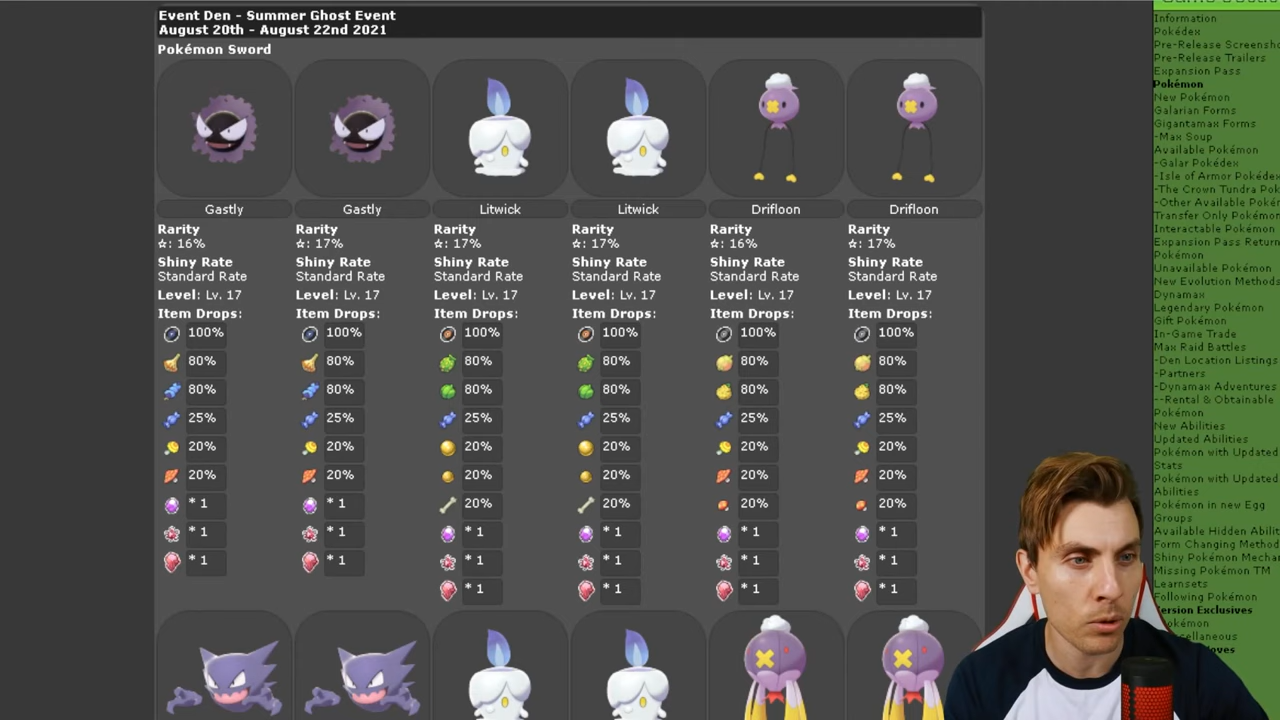 Event Den - Summer Ghost Event
August 20th - August 22nd 2021
Pokémon Sword
Gastly Gastly Litwick Litwick Drifloon Drifloon
Rarity Rarity Rarity Rarity Rarity Rarity
☆: 16% ☆: 17% ☆: 17% ☆: 17% ☆: 16% ☆: 17%
Shiny Rate Shiny Rate Shiny Rate Shiny Rate Shiny Rate Shiny Rate
Standard Rate Standard Rate Standard Rate Standard Rate Standard Rate Standard Rate
Level: Lv. 17 Level: Lv. 17 Level: Lv. 17 Level: Lv. 17 Level: Lv. 17 Level: Lv. 17
Item Drops: Item Drops: Item Drops: Item Drops: Item Drops: Item Drops:
100% 100% 100% 100% 100% 100%
80% 80% 80% 80% 80% 80%
80% 80% 80% 80% 80% 80%
25% 25% 25% 25% 25% 25%
20% 20% 20% 20% 20% 20%
20% 20% 20% 20% 20% 20%
* 1 * 1 20% 20% 20% 20%
* 1 * 1 * 1 * 1 * 1 * 1
* 1 * 1 * 1 * 1 * 1 * 1
* 1 * 1 * 1 * 1
Information
Pokédex
Pre-Release Screensho
Pre-Release Trailers
Expansion Pass
Pokémon
New Pokémon
Galarian Forms
Gigantamax Forms
-Max Soup
Available Pokémon
-Galar Pokédex
-Isle of Armor Pokédex
-The Crown Tundra Pok
-Other Available Poké
Transfer Only Pokémon
Interactable Pokémon
Expansion Pass Return
Pokémon
Unavailable Pokémon
New Evolution Methods
Dynamax
Legendary Pokémon
Gift Pokémon
In-Game Trade
Max Raid Battles
-Den Location Listings
-Partners
-Dynamax Adventures
--Rental & Obtainable
Pokémon
New Abilities
Updated Abilities
Pokémon with Updated
Stats
Pokémon with Updated
Abilities
Pokémon in new Egg
Groups
Available Hidden Abilit
Form Changing Method
Shiny Pokémon Mechan
Missing Pokémon TM
Learnsets
Following Pokémon
ersion Exclusives
okémon
cellaneous
oves